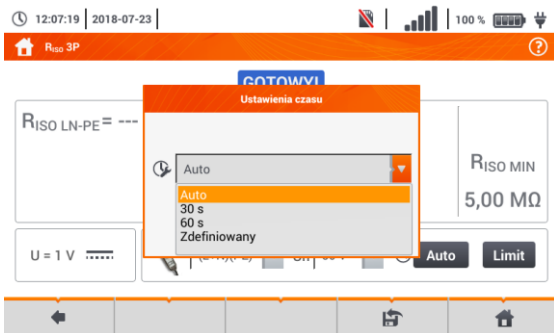 12:07:19 2018-07-23 100 %
RISO 3P ?
GOTOWY!
Ustawienia czasu
RISO LN-PE= ---
Auto
Auto
30 s
60 s
Zdefiniowany
RISO MIN
5,00 MΩ
U = 1 V
Auto
Limit